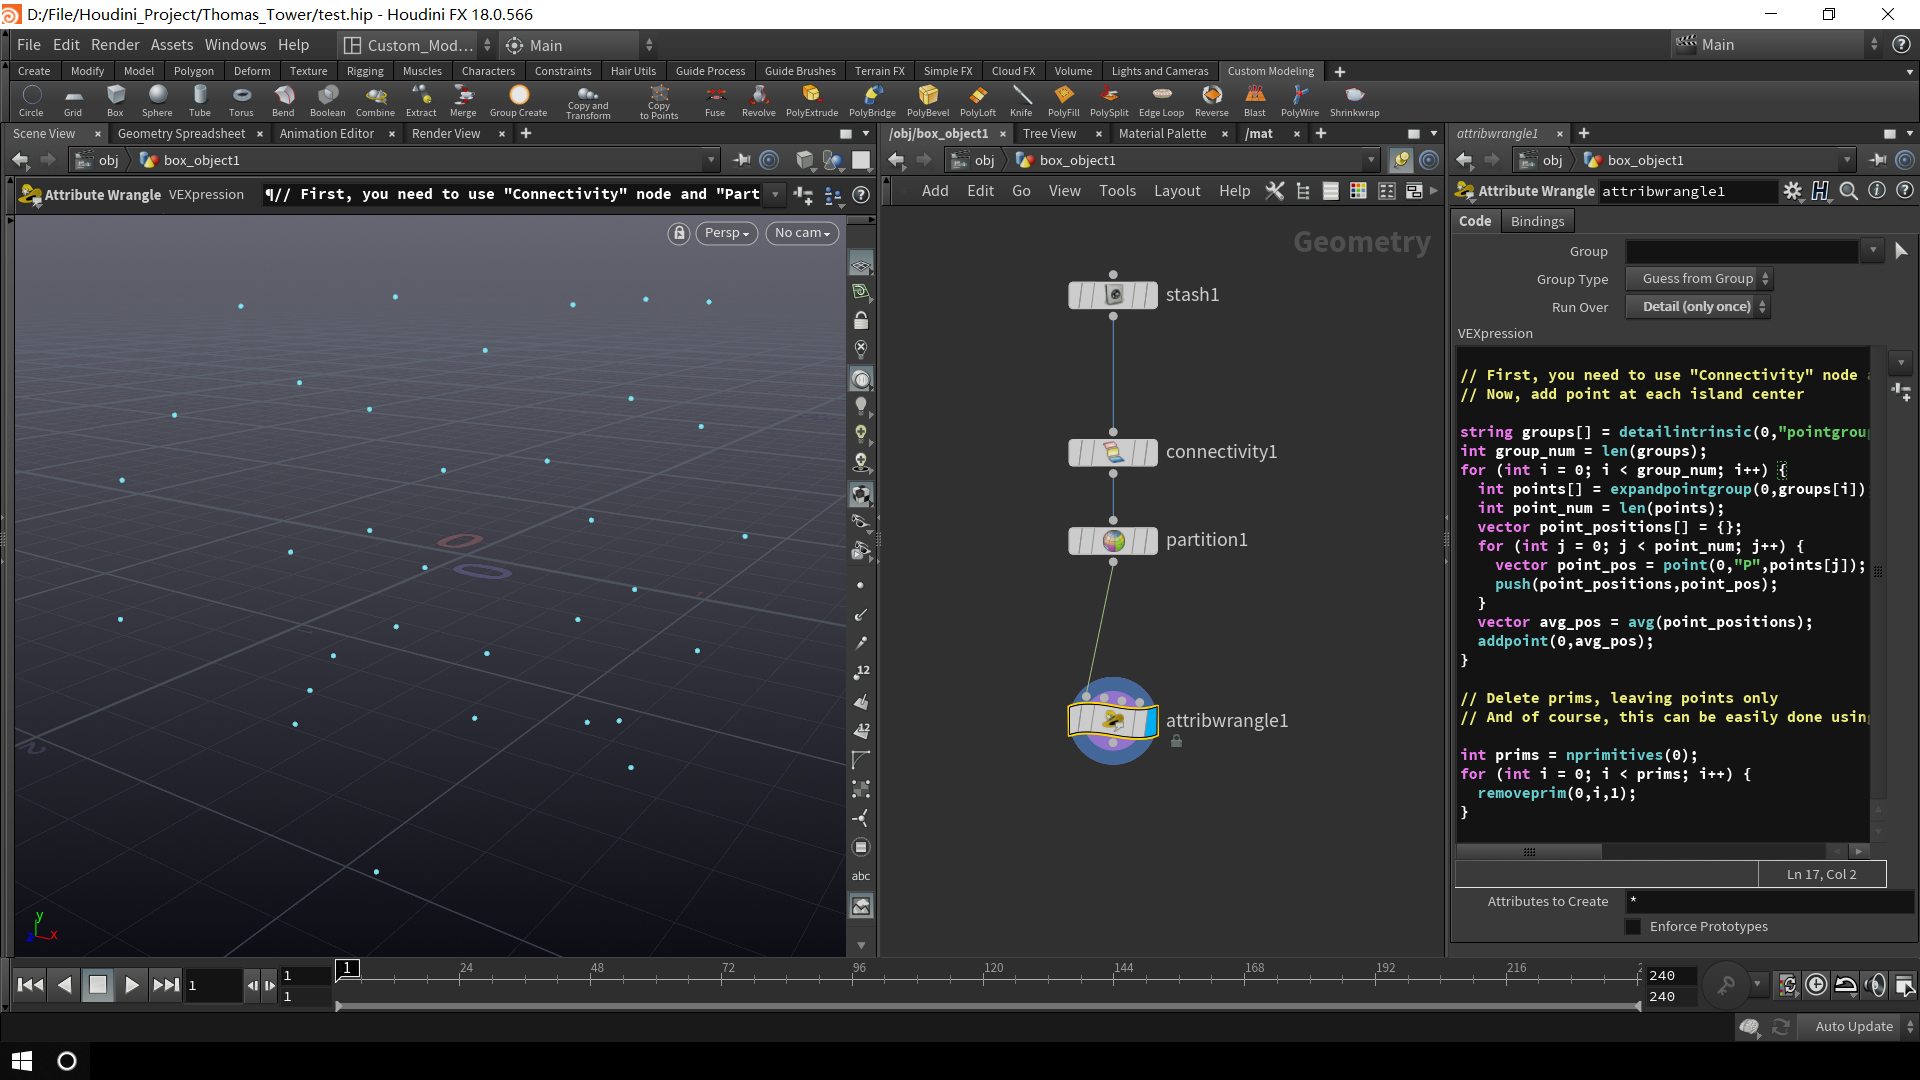 D:/File/Houdini_Project/Thomas_Tower/test.hip - Houdini FX 18.0.566
File Edit Render Assets Windows Help Custom_Mod... Main Main
Create Modify Model Polygon Deform Texture Rigging Muscles Characters Constraints Hair Utils Guide Process Guide Brushes Terrain FX Simple FX Cloud FX Volume Lights and Cameras Custom Modeling
Circle Grid Box Sphere Tube Torus Bend Boolean Combine Extract Merge Group Create Copy and Transform Copy to Points Fuse Revolve PolyExtrude PolyBridge PolyBevel PolyLoft Knife PolyFill PolySplit Edge Loop Reverse Blast PolyWire Shrinkwrap
Scene View Geometry Spreadsheet Animation Editor Render View
obj box_object1
Attribute Wrangle VEXpression ¶// First, you need to use "Connectivity" node and "Part
Persp No cam
12
12
abc
y
x
/obj/box_object1 Tree View Material Palette /mat
obj box_object1
Add Edit Go View Tools Layout Help
Geometry
stash1
connectivity1
partition1
attribwrangle1
attribwrangle1
obj box_object1
Attribute Wrangle attribwrangle1
Code Bindings
Group
Group Type Guess from Group
Run Over Detail (only once)
VEXpression
// First, you need to use "Connectivity" node
// Now, add point at each island center
string groups[] = detailintrinsic(0,"pointgrou
int group_num = len(groups);
for (int i = 0; i < group_num; i++) {
int points[] = expandpointgroup(0,groups[i])
int point_num = len(points);
vector point_positions[] = {};
for (int j = 0; j < point_num; j++) {
vector point_pos = point(0,"P",points[j]);
push(point_positions,point_pos);
}
vector avg_pos = avg(point_positions);
addpoint(0,avg_pos);
}
// Delete prims, leaving points only
// And of course, this can be easily done using
int prims = nprimitives(0);
for (int i = 0; i < prims; i++) {
removeprim(0,i,1);
}
Ln 17, Col 2
Attributes to Create *
Enforce Prototypes
1 1 1 24 48 72 96 120 144 168 192 216 240
1 240
Auto Update